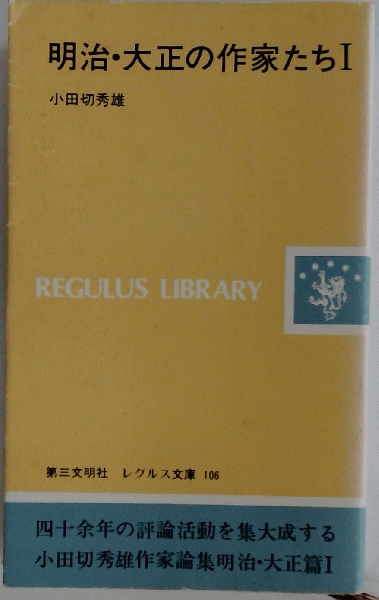 明治・大正の作家たちI
小田切秀雄
REGULUS LIBRARY
第三文明社 レグルス文庫 106
四十余年の評論活動を集大成する
小田切秀雄作家論集明治・大正篇I